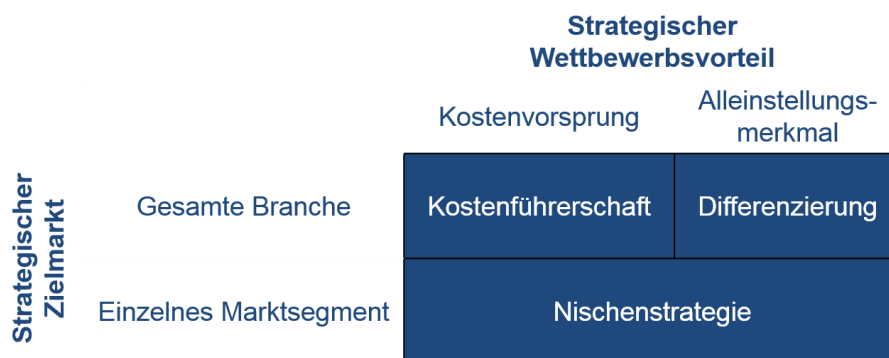 Strategischer
Wettbewerbsvorteil
Kostenvorsprung
Alleinstellungs-
merkmal
Strategischer
Zielmarkt
Gesamte Branche
Kostenführerschaft
Differenzierung
Einzelnes Marktsegment
Nischenstrategie